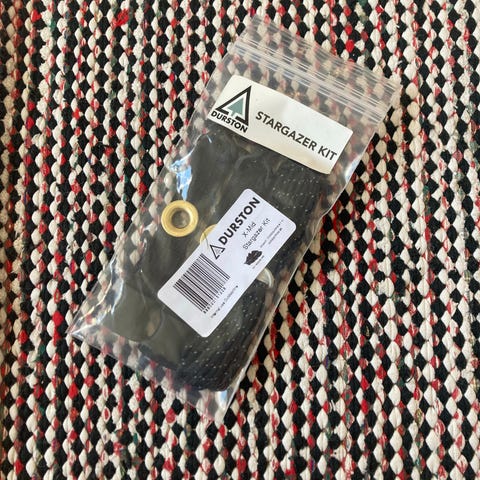 DURSTON
STARGAZER KIT
DURSTON
X-Mid
Stargazer Kit